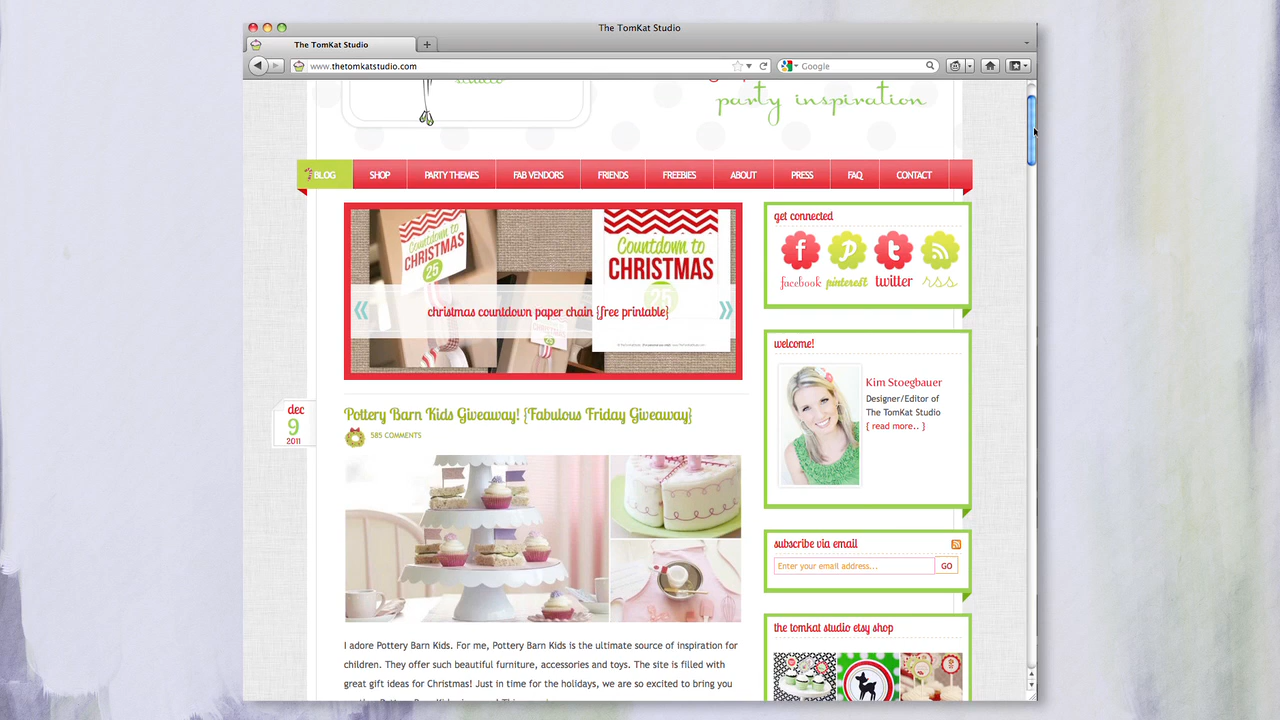 The TomKat Studio
The TomKat Studio
www.thetomkatstudio.com
Google
studio
party inspiration
BLOG SHOP PARTY THEMES FAB VENDORS FRIENDS FREEBIES ABOUT PRESS FAQ CONTACT
Countdown to
CHRISTMAS
25
Countdown to
CHRISTMAS
25
christmas countdown paper chain {free printable}
dec
9
2011
Pottery Barn Kids Giveaway! {Fabulous Friday Giveaway}
585 COMMENTS
I adore Pottery Barn Kids. For me, Pottery Barn Kids is the ultimate source of inspiration for
children. They offer such beautiful furniture, accessories and toys. The site is filled with
great gift ideas for Christmas! Just in time for the holidays, we are so excited to bring you
get connected
facebook pinterest twitter rss
welcome!
Kim Stoegbauer
Designer/Editor of
The TomKat Studio
{ read more.. }
subscribe via email
Enter your email address...
GO
the tomkat studio etsy shop